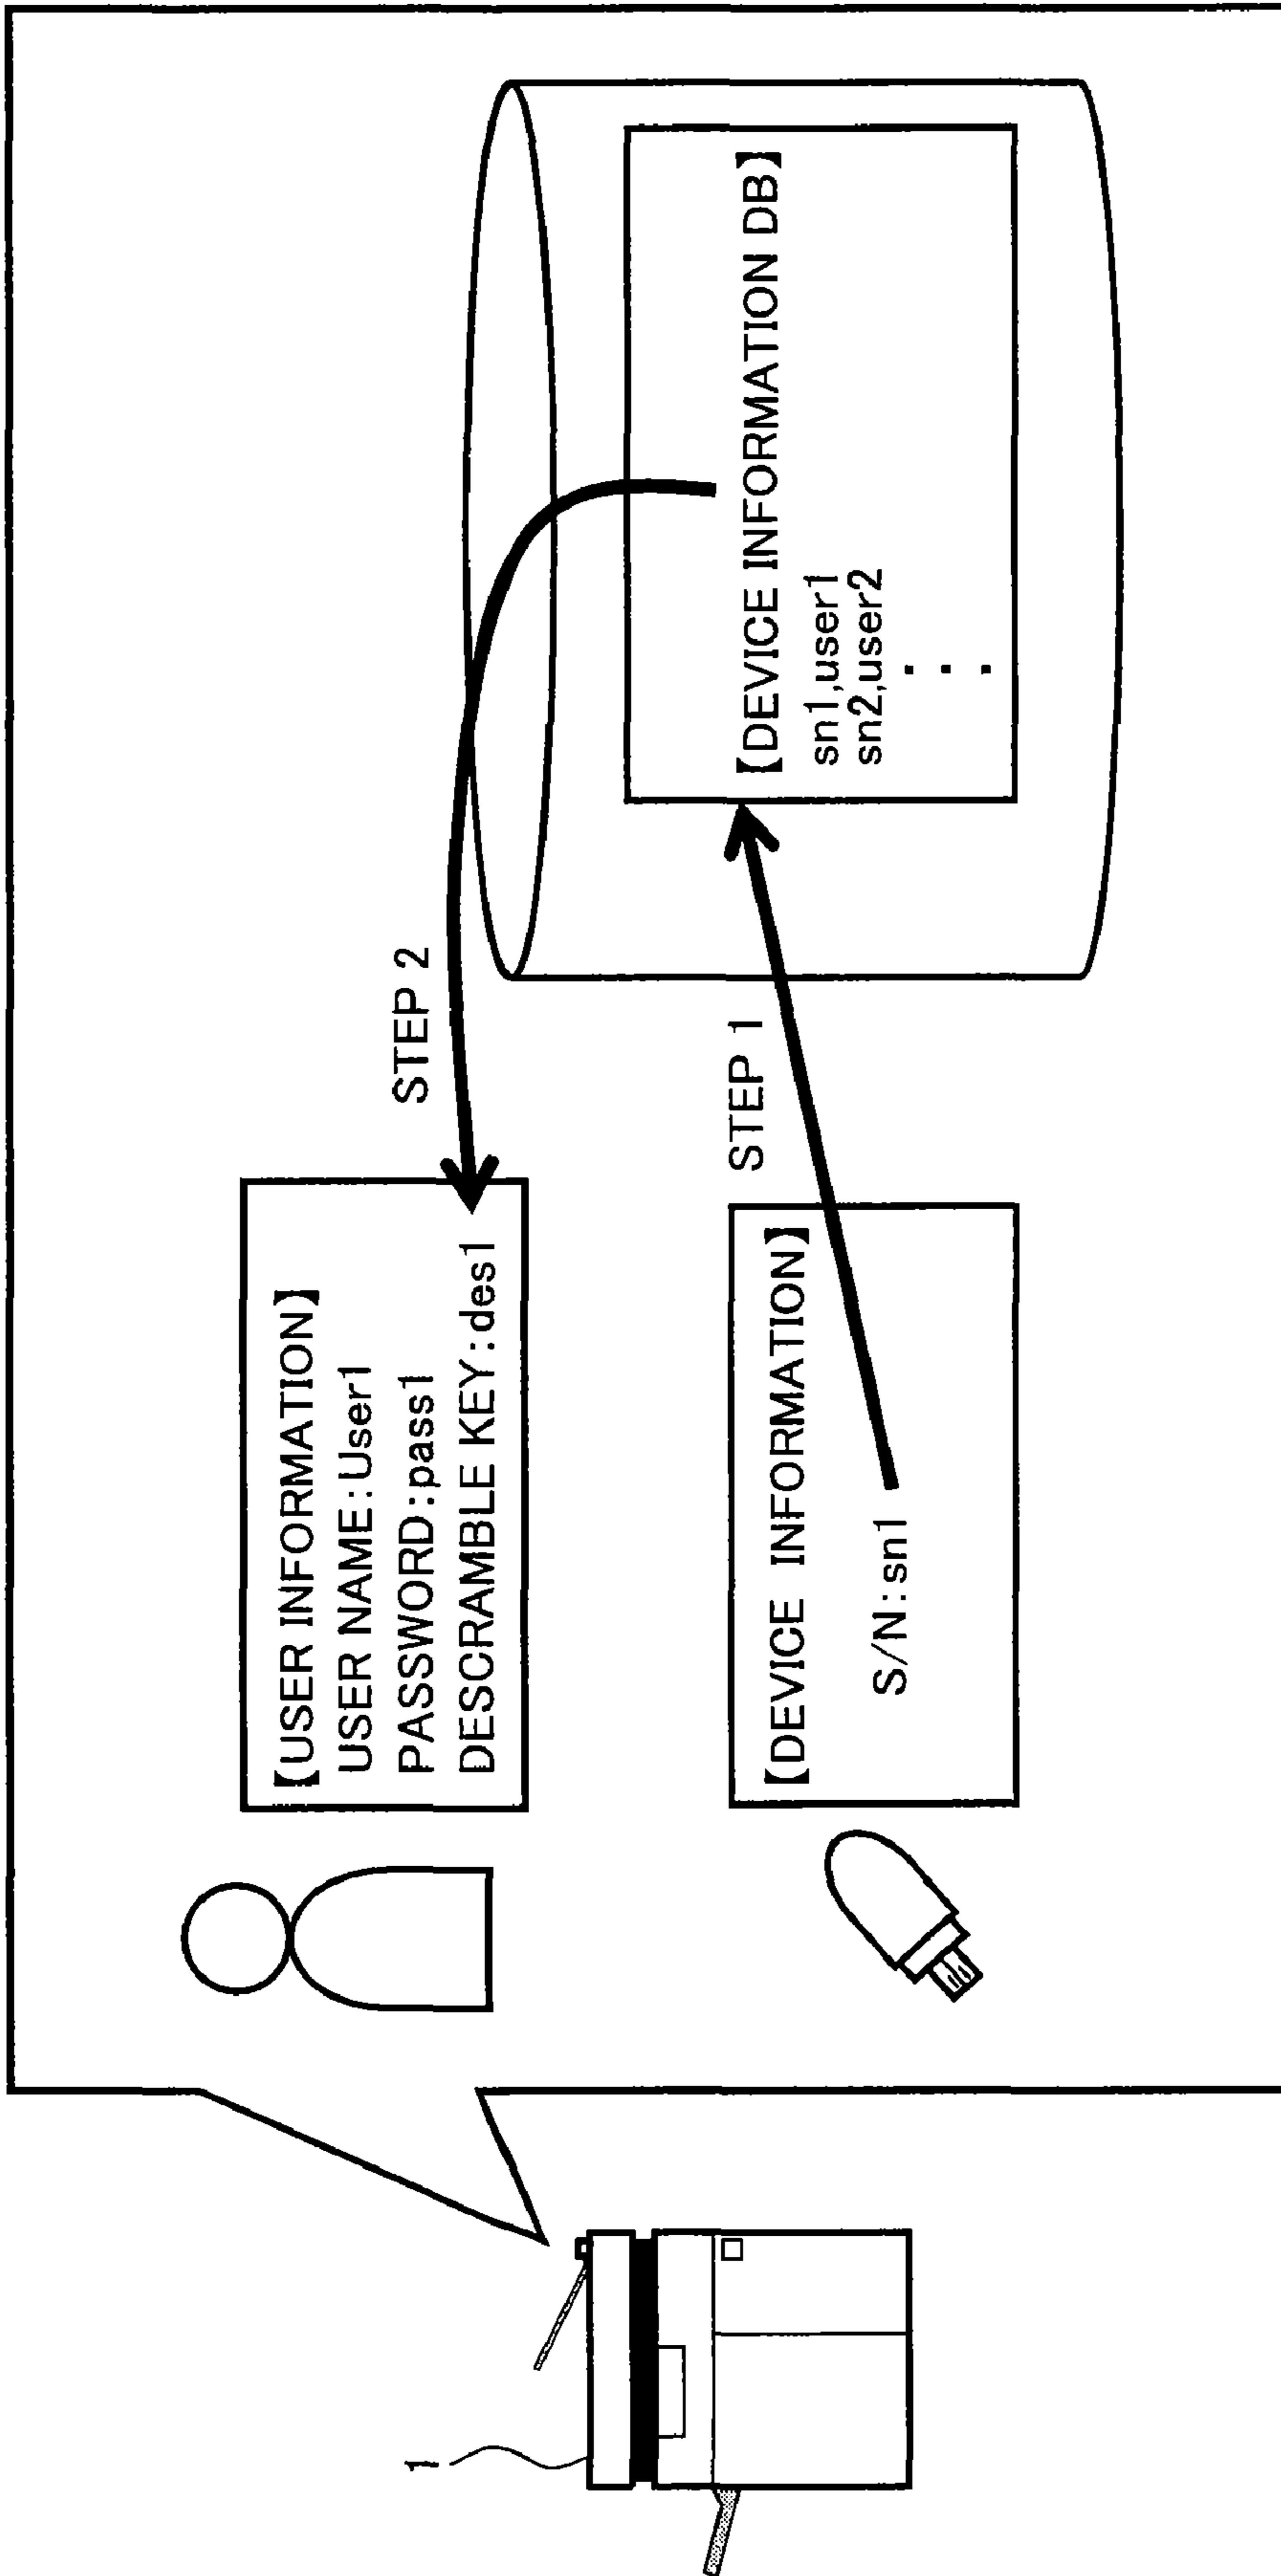 1
【USER INFORMATION】
USER NAME:User1
PASSWORD:pass1
DESCRAMBLE KEY:des1
STEP 2
【DEVICE INFORMATION】
S/N:sn1
STEP 1
【DEVICE INFORMATION DB】
sn1,user1
sn2,user2
・
・
・